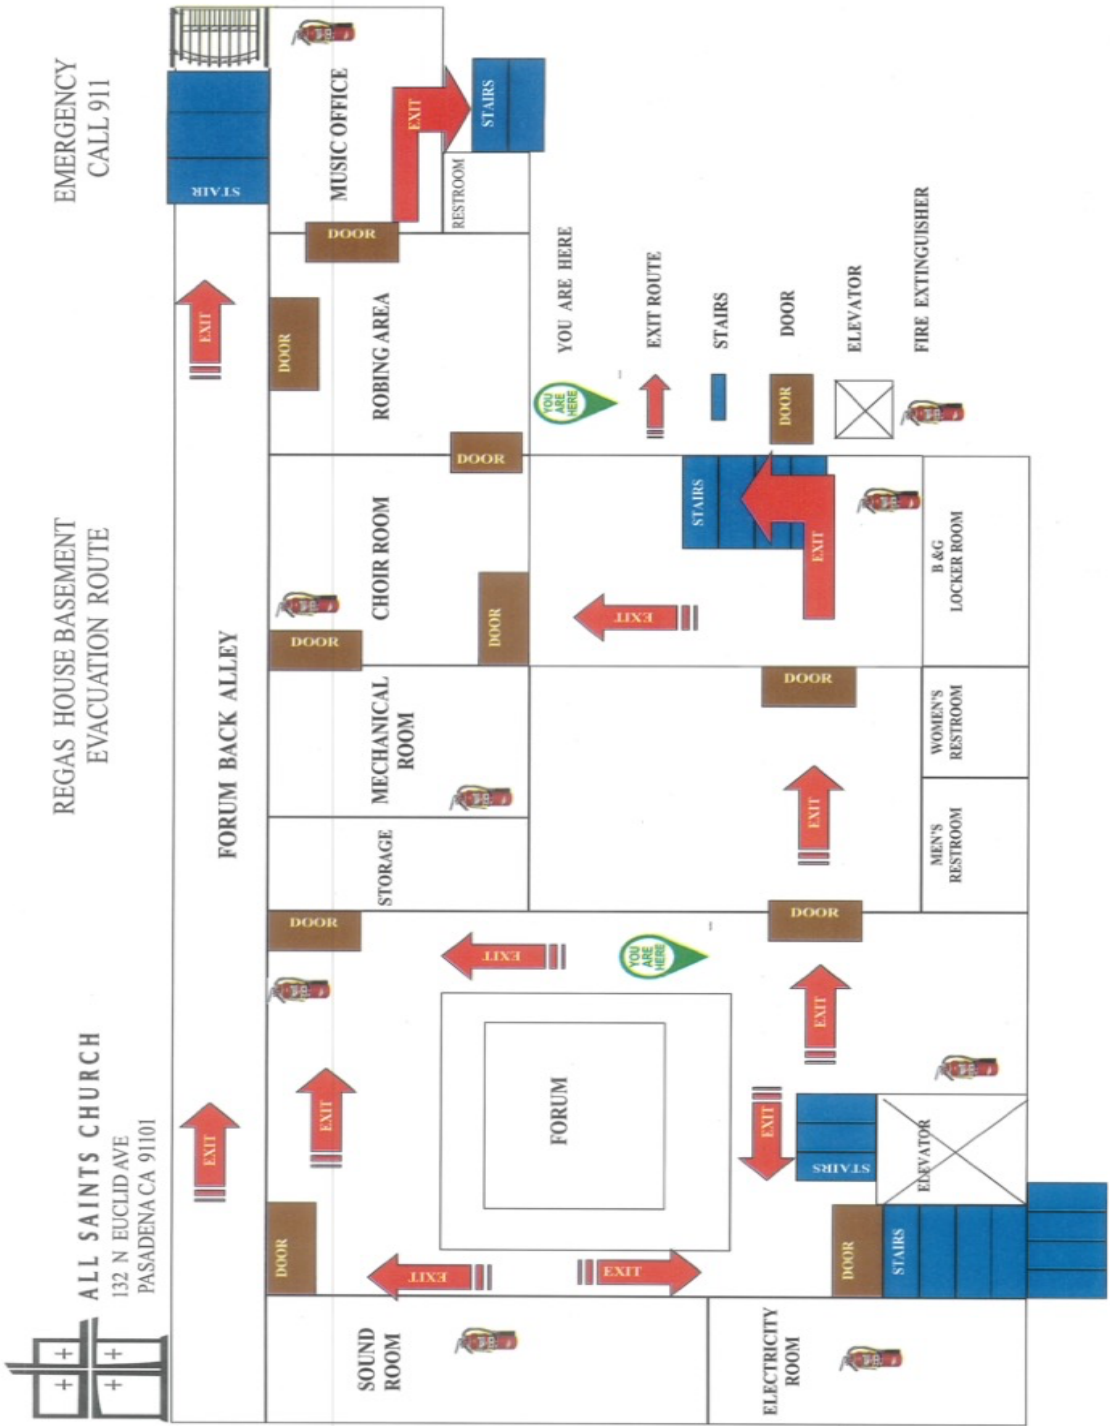 ALL SAINTS CHURCH
132 N EUCLID AVE
PASADENA CA 91101
REGAS HOUSE BASEMENT
EVACUATION ROUTE
EMERGENCY
CALL 911
FORUM BACK ALLEY
EXIT
EXIT
STAIR
DOOR
EXIT
DOOR
DOOR
DOOR
DOOR
STORAGE
MECHANICAL
ROOM
CHOIR ROOM
ROBING AREA
MUSIC OFFICE
EXIT
SOUND
ROOM
EXIT
EXIT
DOOR
DOOR
RESTROOM
STAIRS
FORUM
EXIT
YOU
ARE
HERE
EXIT
STAIRS
YOU
ARE
HERE
YOU ARE HERE
EXIT ROUTE
STAIRS
DOOR
DOOR
ELEVATOR
FIRE EXTINGUISHER
ELECTRICITY
ROOM
EXIT
EXIT
EXIT
DOOR
EXIT
DOOR
EXIT
STAIRS
DOOR
STAIRS
ELEVATOR
MEN'S
RESTROOM
WOMEN'S
RESTROOM
B &G
LOCKER ROOM